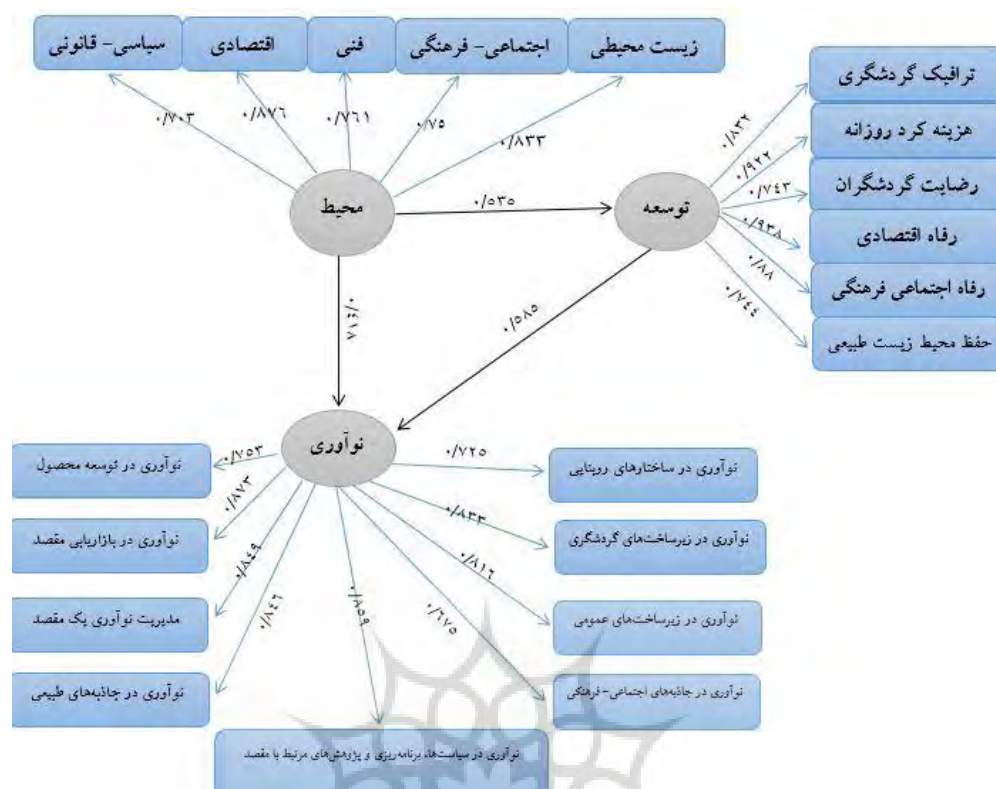 سیاسی- قانونی
اقتصادی
فنی
اجتماعی- فرهنگی
زیست محیطی
۰/۷۰۳
۰/۸۷۶
۰/۷۶۱
۰/۷۵
۰/۸۳۳
محیط
۰/۵۳۵
توسعه
ترافیک گردشگری
هزینه کرد روزانه
رضایت گردشگران
رفاه اقتصادی
رفاه اجتماعی فرهنگی
حفظ محیط زیست طبیعی
۰/۸۳۲
۰/۹۲۲
۰/۷۴۳
۰/۹۳۸
۰/۸۸
۰/۷۴۴
۰/۷۱۴
۰/۵۸۵
نوآوری
نوآوری در ساختارهای روبنایی
نوآوری در زیرساخت‌های گردشگری
نوآوری در زیرساخت‌های عمومی
نوآوری در جاذبه‌های اجتماعی- فرهنگی
۰/۷۲۵
۰/۸۳۳
۰/۸۱۶
۰/۶۷۵
نوآوری در توسعه محصول
نوآوری در بازاریابی مقصد
مدیریت نوآوری یک مقصد
نوآوری در جاذبه‌های طبیعی
۰/۷۵۳
۰/۸۷۳
۰/۸۴۹
۰/۸۴۶
۰/۸۵۹
نوآوری در سیاست‌ها، برنامه‌ریزی و پژوهش‌های مرتبط با مقصد